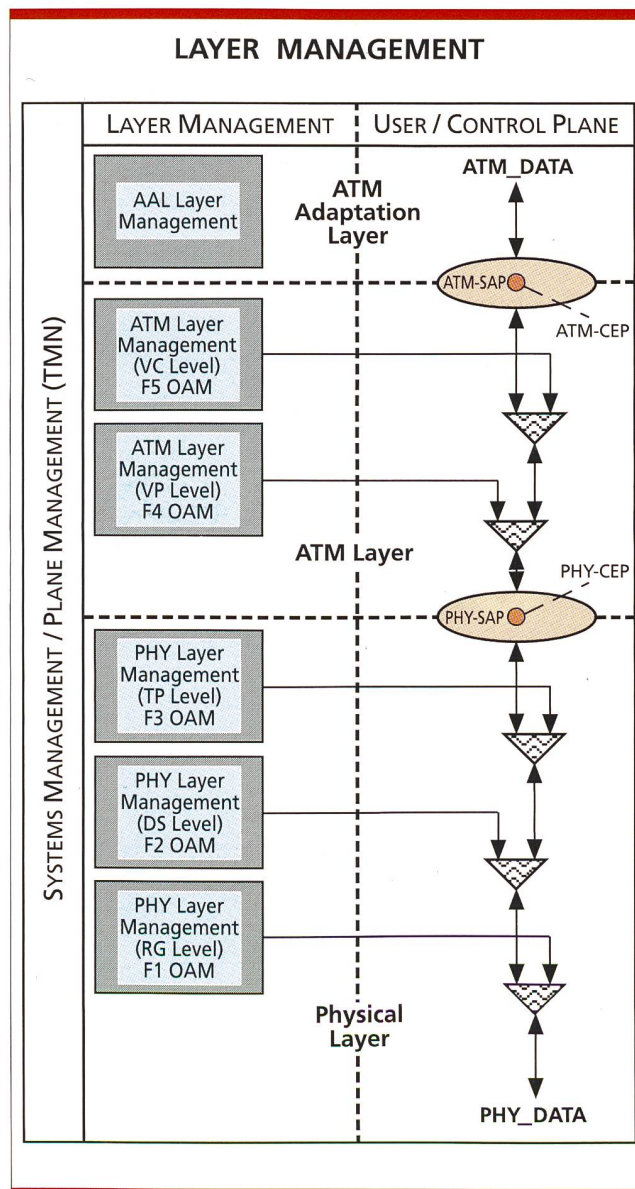 LAYER MANAGEMENT
LAYER MANAGEMENT
USER / CONTROL PLANE
SYSTEMS MANAGEMENT / PLANE MANAGEMENT (TMN)
AAL Layer
Management
ATM
Adaptation
Layer
ATM_DATA
ATM-SAP
ATM-CEP
ATM Layer
Management
(VC Level)
F5 OAM
ATM Layer
Management
(VP Level)
F4 OAM
ATM Layer
PHY-CEP
PHY-SAP
PHY Layer
Management
(TP Level)
F3 OAM
PHY Layer
Management
(DS Level)
F2 OAM
PHY Layer
Management
(RG Level)
F1 OAM
Physical
Layer
PHY_DATA